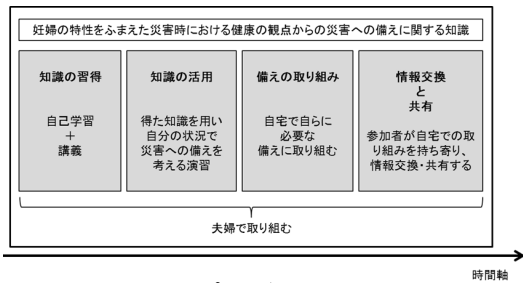 妊婦の特性をふまえた災害時における健康の観点からの災害への備えに関する知識
知識の習得
自己学習
+
講義
知識の活用
得た知識を用い
自分の状況で
災害への備えを
考える演習
備えの取り組み
自宅で自らに
必要な
備えに取り組む
情報交換
と
共有
参加者が自宅での取
り組みを持ち寄り、
情報交換・共有する
夫婦で取り組む
時間軸